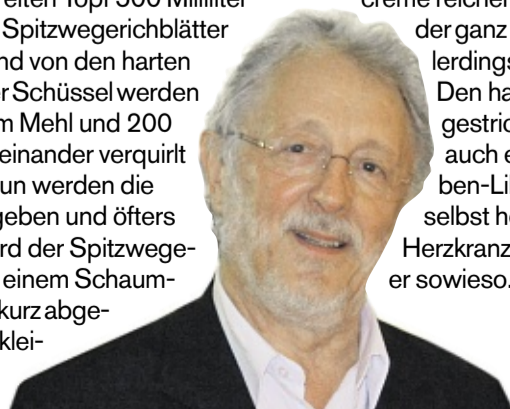 Topf 500 Milliliter
Spitzwegerichblätter
nd von den harten
er Schüssel werden
m Mehl und 200
einander verquirlt
un werden die
geben und öfters
rd der Spitzwege-
einem Schaum-
kurz abge-
klei-
der ganz
lerdings
Den ha
gestric
auch e
ben-Li
selbst he
Herzkranz
er sowieso.